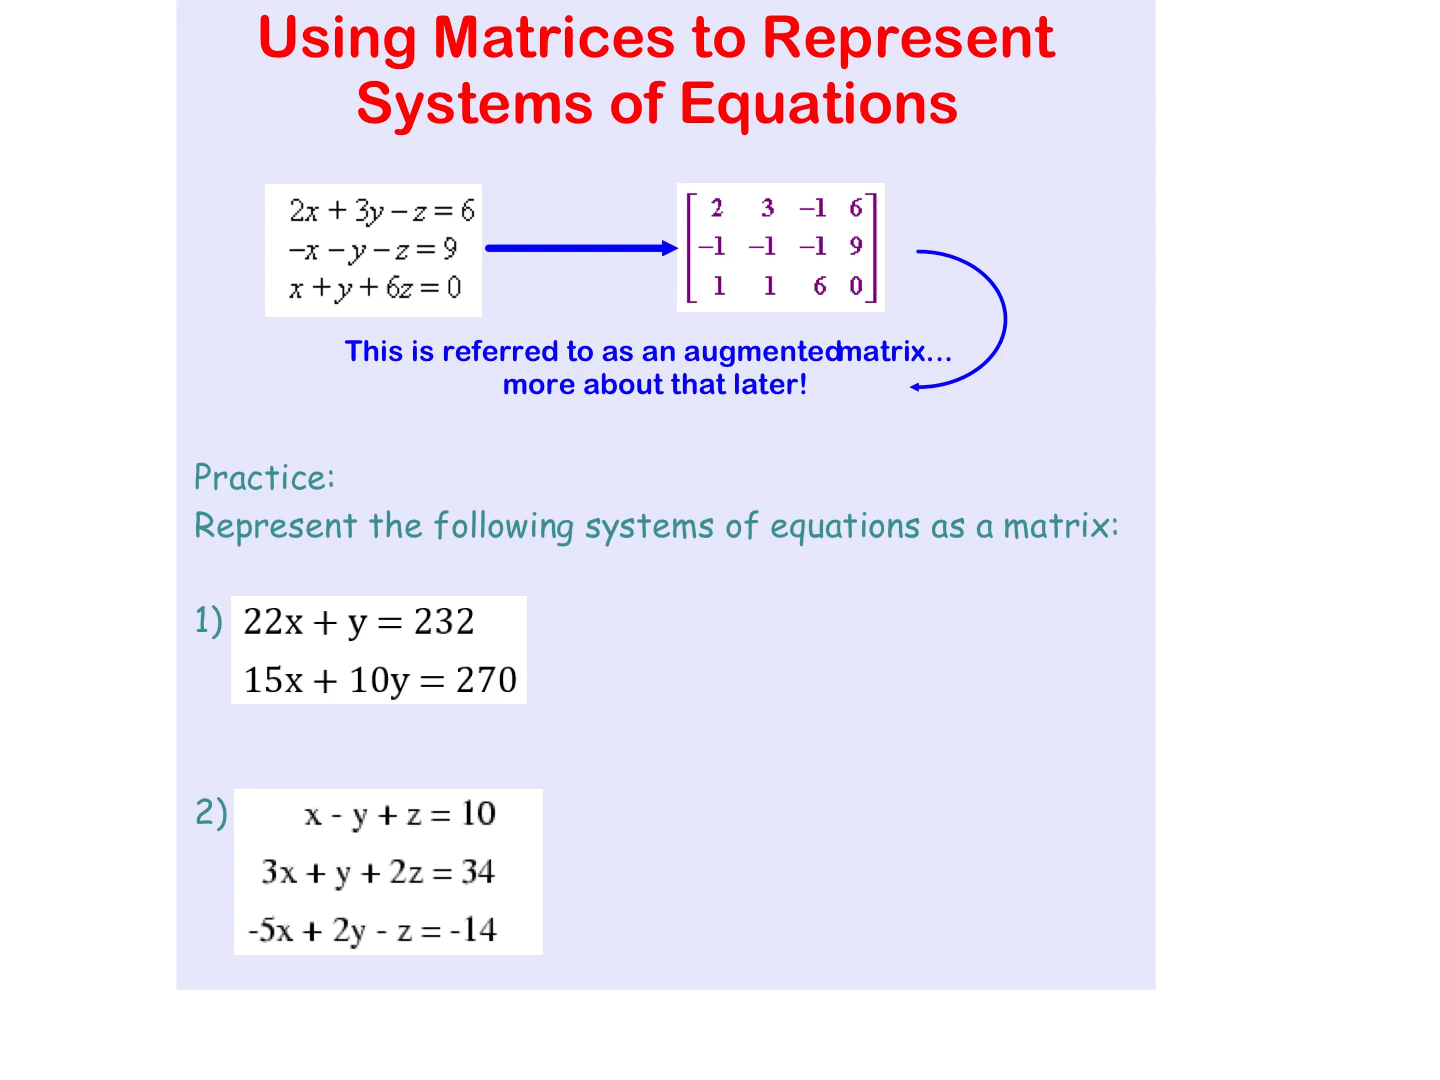 Using Matrices to Represent
Systems of Equations
2x + 3y − z = 6
−x − y − z = 9
x + y + 6z = 0
2 3 −1 6
−1 −1 −1 9
1 1 6 0
This is referred to as an augmentedmatrix...
more about that later!
Practice:
Represent the following systems of equations as a matrix:
1) 22x + y = 232
15x + 10y = 270
2) x - y + z = 10
3x + y + 2z = 34
-5x + 2y - z = -14